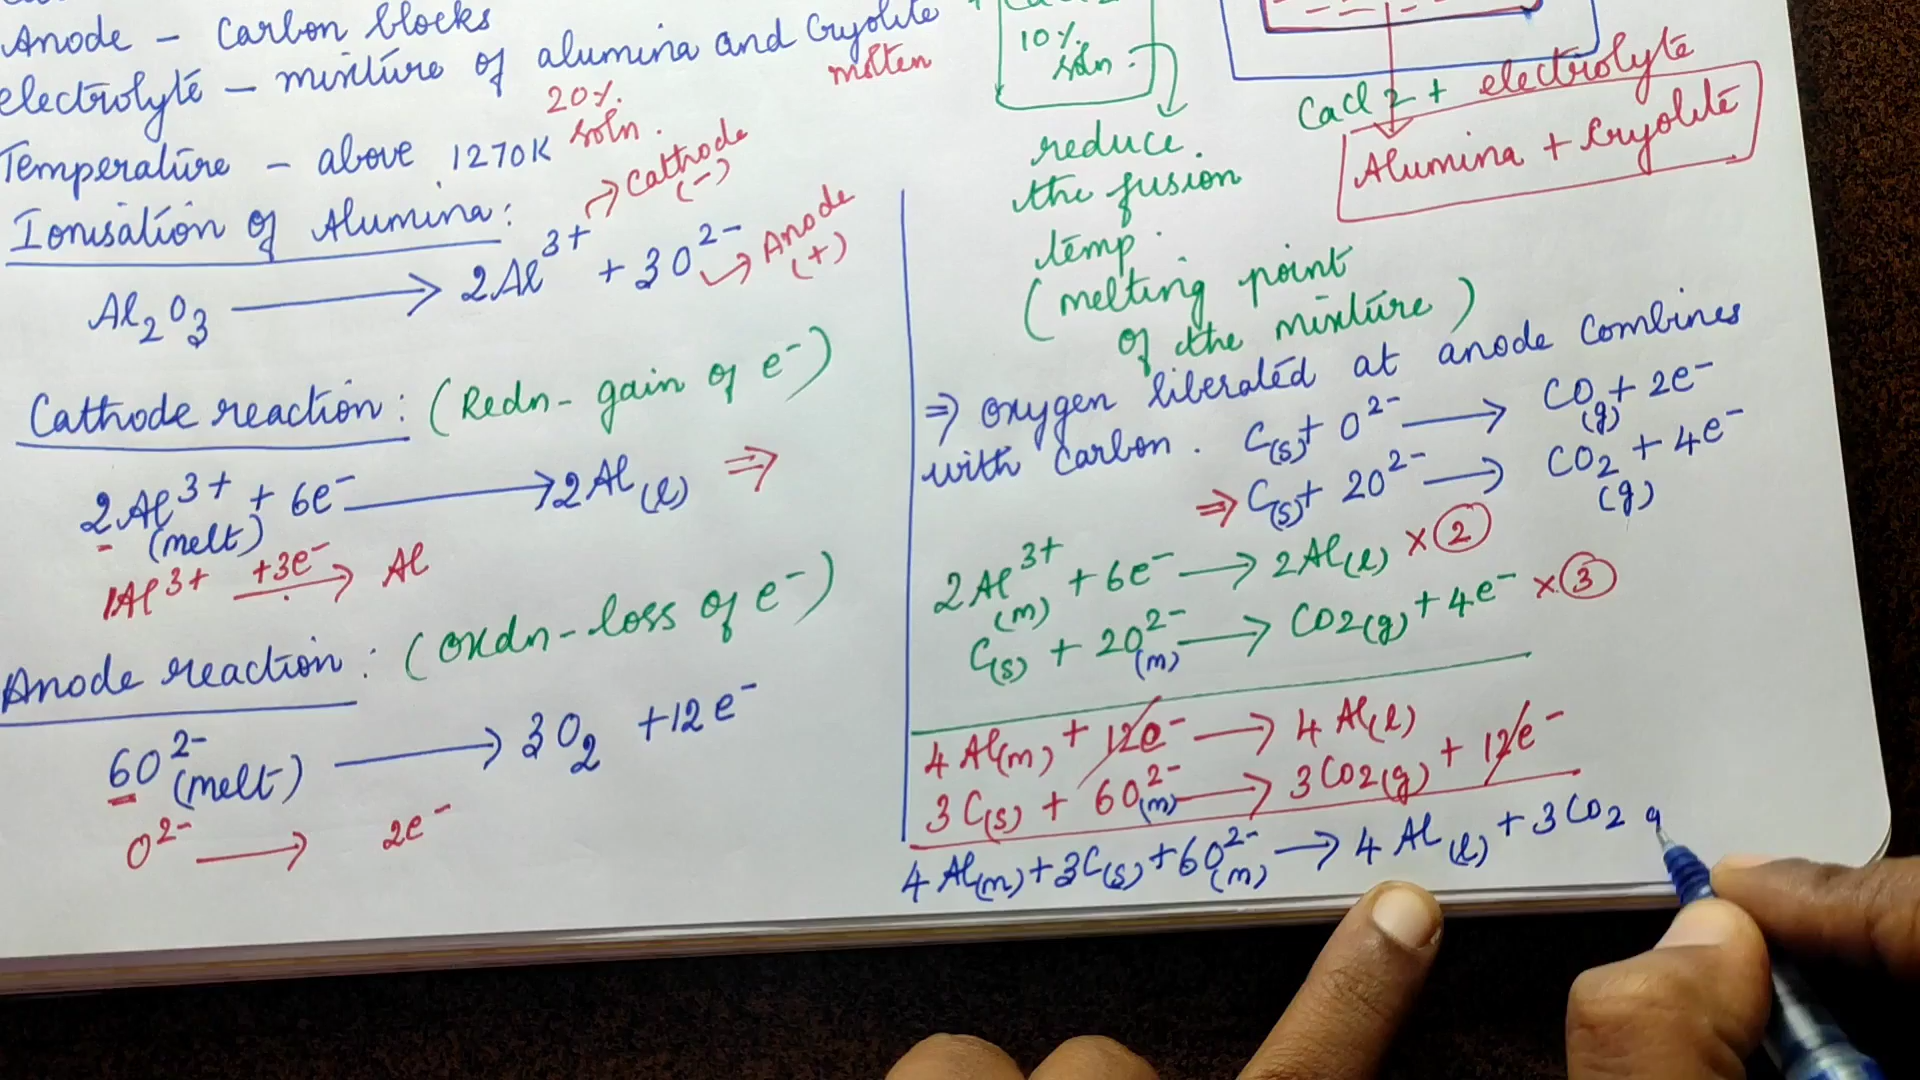 Anode - Carbon blocks
electrolyte - mixture of alumina and Cryolite +
molten
20%
soln.
Temperature - above 1270K
Ionisation of Alumina:
→ Cathode
(-)
Al2O3 → 2Al³⁺ + 3O²⁻
→ Anode
(+)
Cathode reaction: (Redn - gain of e⁻)
2Al³⁺ + 6e⁻ → 2Al(l) ⇒
(melt)
1Al³⁺ +3e⁻ → Al
Anode reaction: (Oxdn - loss of e⁻)
6O²⁻ (melt) → 3O2 + 12e⁻
O²⁻ → 2e⁻
10%
soln.
reduce
the fusion
temp.
(melting point
of the mixture)
CaCl2 + electrolyte
Alumina + Cryolite
⇒ oxygen liberated at anode combines
with carbon. C(s) + O²⁻ → CO(g) + 2e⁻
⇒ C(s) + 2O²⁻ → CO2(g) + 4e⁻
2Al³⁺(m) + 6e⁻ → 2Al(l) × 2
C(s) + 2O²⁻(m) → CO2(g) + 4e⁻ × 3
4Al(m) + 12e⁻ → 4Al(l)
3C(s) + 6O²⁻(m) → 3CO2(g) + 12e⁻
4Al(m) + 3C(s) + 6O²⁻(m) → 4Al(l) + 3CO2 g